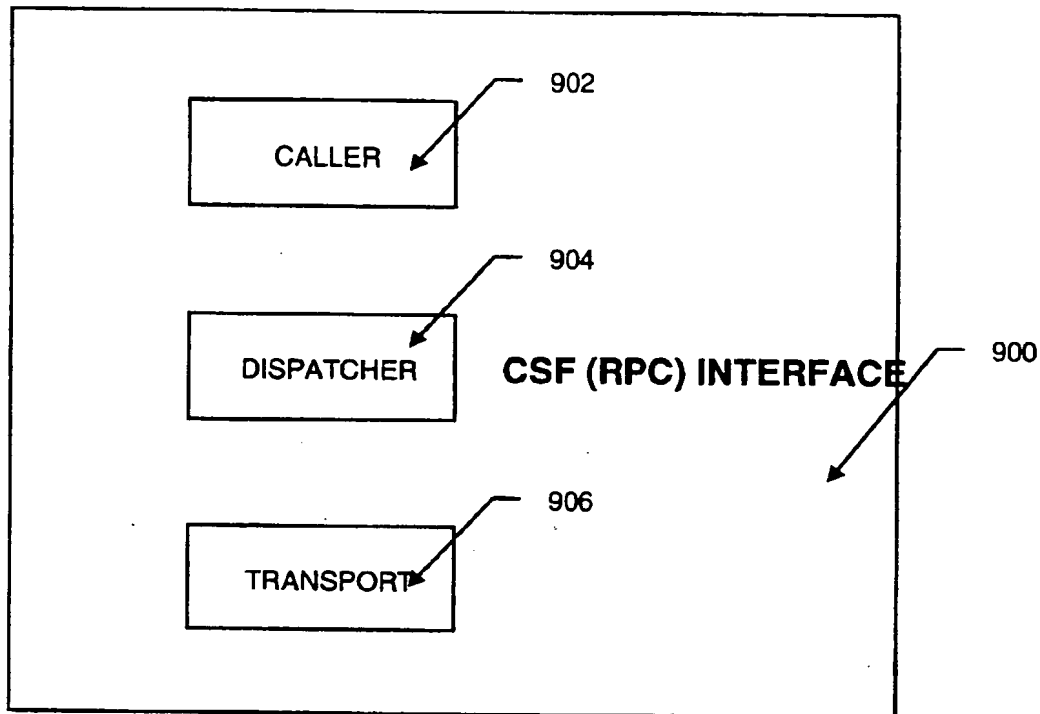 902
CALLER
904
DISPATCHER
CSF (RPC) INTERFACE
900
906
TRANSPORT